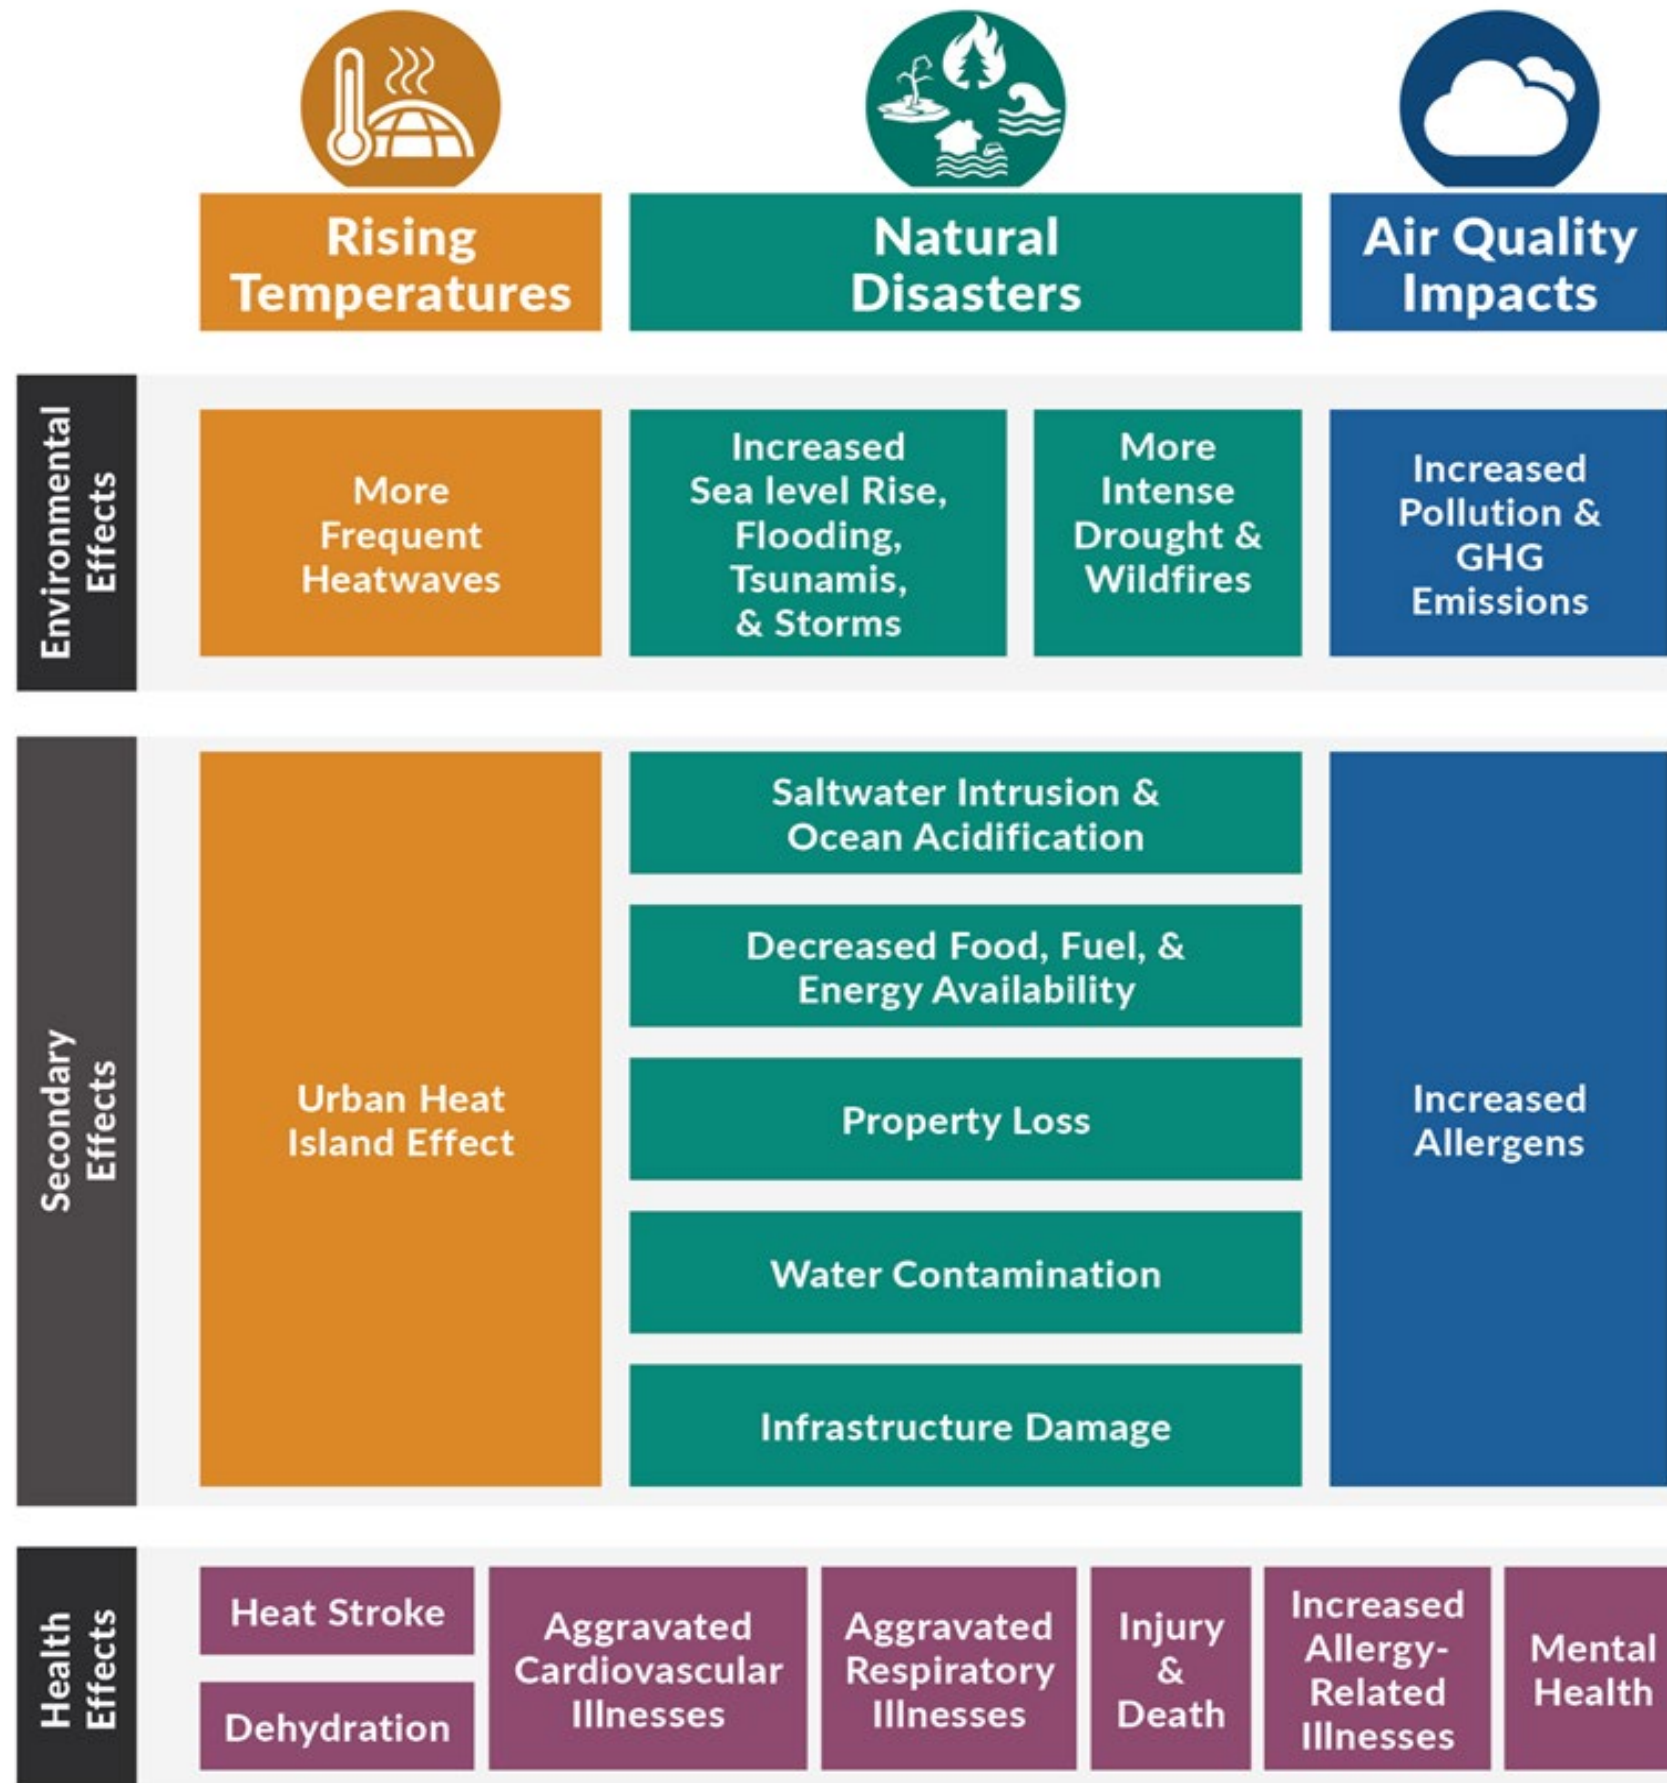 Rising
Temperatures
Natural
Disasters
Air Quality
Impacts
Environmental
Effects
More
Frequent
Heatwaves
Increased
Sea level Rise,
Flooding,
Tsunamis,
& Storms
More
Intense
Drought &
Wildfires
Increased
Pollution &
GHG
Emissions
Secondary
Effects
Urban Heat
Island Effect
Saltwater Intrusion &
Ocean Acidification
Decreased Food, Fuel, &
Energy Availability
Property Loss
Water Contamination
Infrastructure Damage
Increased
Allergens
Health
Effects
Heat Stroke
Dehydration
Aggravated
Cardiovascular
Illnesses
Aggravated
Respiratory
Illnesses
Injury
&
Death
Increased
Allergy-
Related
Illnesses
Mental
Health